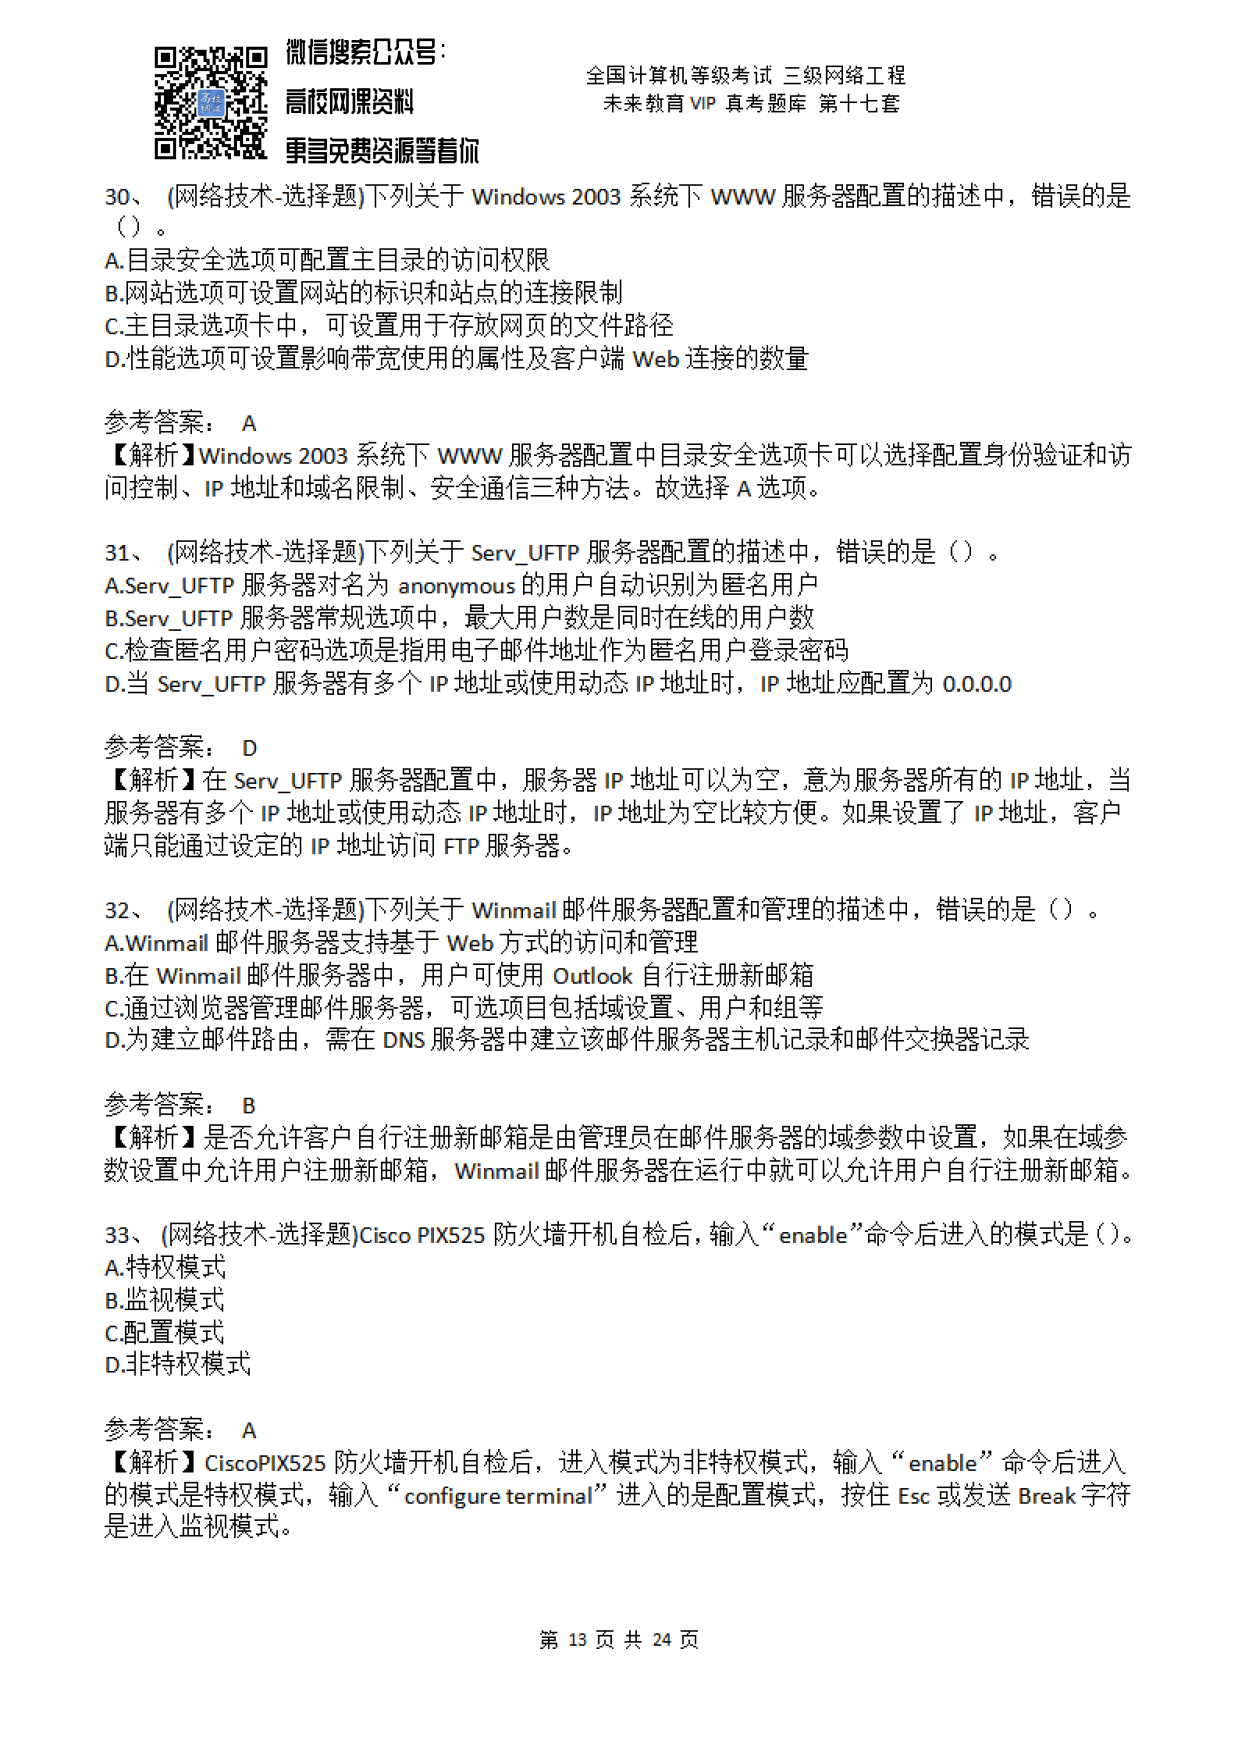 微信搜索公众号：
高校网课资料
更多免费资源等着你
全国计算机等级考试 三级网络工程
未来教育 VIP 真考题库 第十七套
30、 (网络技术-选择题)下列关于 Windows 2003 系统下 WWW 服务器配置的描述中，错误的是
（）。
A.目录安全选项可配置主目录的访问权限
B.网站选项可设置网站的标识和站点的连接限制
C.主目录选项卡中，可设置用于存放网页的文件路径
D.性能选项可设置影响带宽使用的属性及客户端 Web 连接的数量
参考答案： A
【解析】Windows 2003 系统下 WWW 服务器配置中目录安全选项卡可以选择配置身份验证和访
问控制、IP 地址和域名限制、安全通信三种方法。故选择 A 选项。
31、 (网络技术-选择题)下列关于 Serv_UFTP 服务器配置的描述中，错误的是（）。
A.Serv_UFTP 服务器对名为 anonymous 的用户自动识别为匿名用户
B.Serv_UFTP 服务器常规选项中，最大用户数是同时在线的用户数
C.检查匿名用户密码选项是指用电子邮件地址作为匿名用户登录密码
D.当 Serv_UFTP 服务器有多个 IP 地址或使用动态 IP 地址时，IP 地址应配置为 0.0.0.0
参考答案： D
【解析】在 Serv_UFTP 服务器配置中，服务器 IP 地址可以为空，意为服务器所有的 IP 地址，当
服务器有多个 IP 地址或使用动态 IP 地址时，IP 地址为空比较方便。如果设置了 IP 地址，客户
端只能通过设定的 IP 地址访问 FTP 服务器。
32、 (网络技术-选择题)下列关于 Winmail 邮件服务器配置和管理的描述中，错误的是（）。
A.Winmail 邮件服务器支持基于 Web 方式的访问和管理
B.在 Winmail 邮件服务器中，用户可使用 Outlook 自行注册新邮箱
C.通过浏览器管理邮件服务器，可选项目包括域设置、用户和组等
D.为建立邮件路由，需在 DNS 服务器中建立该邮件服务器主机记录和邮件交换器记录
参考答案： B
【解析】是否允许客户自行注册新邮箱是由管理员在邮件服务器的域参数中设置，如果在域参
数设置中允许用户注册新邮箱，Winmail 邮件服务器在运行中就可以允许用户自行注册新邮箱。
33、 (网络技术-选择题)Cisco PIX525 防火墙开机自检后，输入“enable”命令后进入的模式是（）。
A.特权模式
B.监视模式
C.配置模式
D.非特权模式
参考答案： A
【解析】CiscoPIX525 防火墙开机自检后，进入模式为非特权模式，输入“enable”命令后进入
的模式是特权模式，输入“configure terminal”进入的是配置模式，按住 Esc 或发送 Break 字符
是进入监视模式。
第 13 页 共 24 页